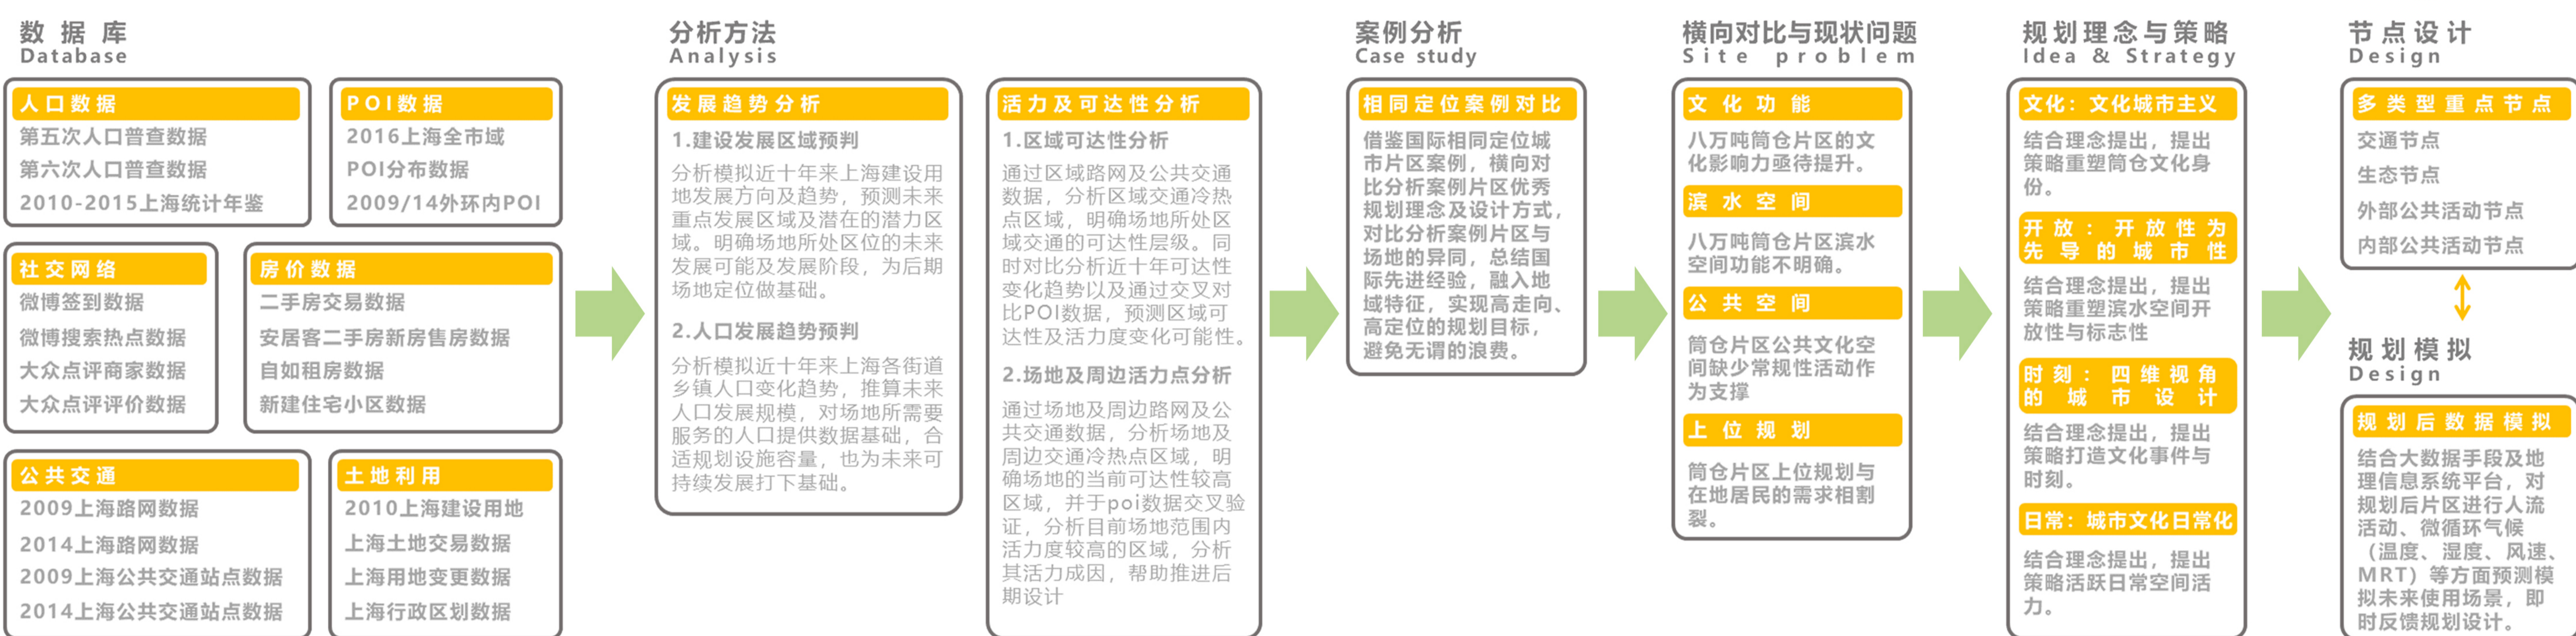 数据库
Database
人口数据
第五次人口普查数据
第六次人口普查数据
2010-2015上海统计年鉴
POI数据
2016上海全市域
POI分布数据
2009/14外环内POI
社交网络
微博签到数据
微博搜索热点数据
大众点评商家数据
大众点评评价数据
房价数据
二手房交易数据
安居客二手房新房售房数据
自如租房数据
新建住宅小区数据
公共交通
2009上海路网数据
2014上海路网数据
2009上海公共交通站点数据
2014上海公共交通站点数据
土地利用
2010上海建设用地
上海土地交易数据
上海用地变更数据
上海行政区划数据
分析方法
Analysis
发展趋势分析
1.建设发展区域预判
分析模拟近十年来上海建设用
地发展方向及趋势，预测未来
重点发展区域及潜在的潜力区
域。明确场地所处区位的未来
发展可能及发展阶段，为后期
场地定位做基础。
2.人口发展趋势预判
分析模拟近十年来上海各街道
乡镇人口变化趋势，推算未来
人口发展规模，对场地所需要
服务的人口提供数据基础，合
适规划设施容量，也为未来可
持续发展打下基础。
活力及可达性分析
1.区域可达性分析
通过区域路网及公共交通
数据，分析区域交通冷热
点区域，明确场地所处区
域交通的可达性层级。同
时对比分析近十年可达性
变化趋势以及通过交叉对
比POI数据，预测区域可
达性及活力度变化可能性。
2.场地及周边活力点分析
通过场地及周边路网及公
共交通数据，分析场地及
周边交通冷热点区域，明
确场地的当前可达性较高
区域，并于poi数据交叉验
证，分析目前场地范围内
活力度较高的区域，分析
其活力成因，帮助推进后
期设计
案例分析
Case study
相同定位案例对比
借鉴国际相同定位城
市片区案例，横向对
比分析案例片区优秀
规划理念及设计方式，
对比分析案例片区与
场地的异同，总结国
际先进经验，融入地
域特征，实现高走向、
高定位的规划目标，
避免无谓的浪费。
横向对比与现状问题
Site problem
文化功能
八万吨筒仓片区的文
化影响力亟待提升。
滨水空间
八万吨筒仓片区滨水
空间功能不明确。
公共空间
筒仓片区公共文化空
间缺少常规性活动作
为支撑
上位规划
筒仓片区上位规划与
在地居民的需求相割
裂。
规划理念与策略
Idea & Strategy
文化：文化城市主义
结合理念提出，提出
策略重塑筒仓文化身
份。
开放：开放性为
先导的城市性
结合理念提出，提出
策略重塑滨水空间开
放性与标志性
时刻：四维视角
的城市设计
结合理念提出，提出
策略打造文化事件与
时刻。
日常：城市文化日常化
结合理念提出，提出
策略活跃日常空间活
力。
节点设计
Design
多类型重点节点
交通节点
生态节点
外部公共活动节点
内部公共活动节点
规划模拟
Design
规划后数据模拟
结合大数据手段及地
理信息系统平台，对
规划后片区进行人流
活动、微循环气候
（温度、湿度、风速、
MRT）等方面预测模
拟未来使用场景，即
时反馈规划设计。